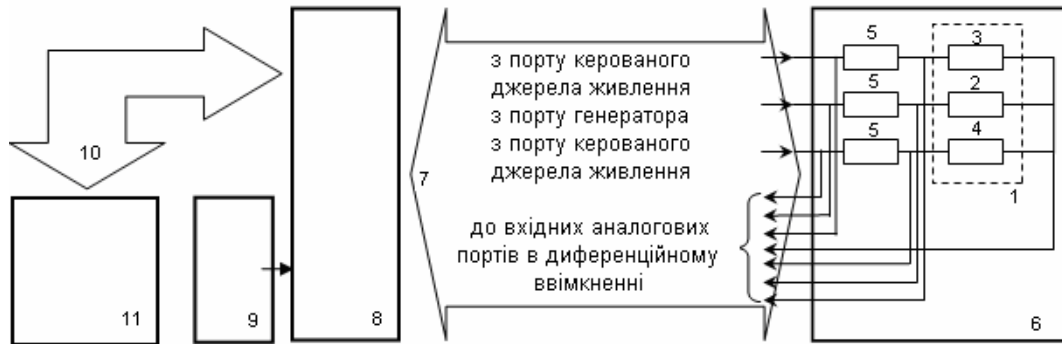 5
3
з порту керованого
джерела живлення
5
2
з порту генератора
5
4
з порту керованого
джерела живлення
10
7
1
до вхідних аналогових
портів в диференційному
ввімкненні
11
9
8
6